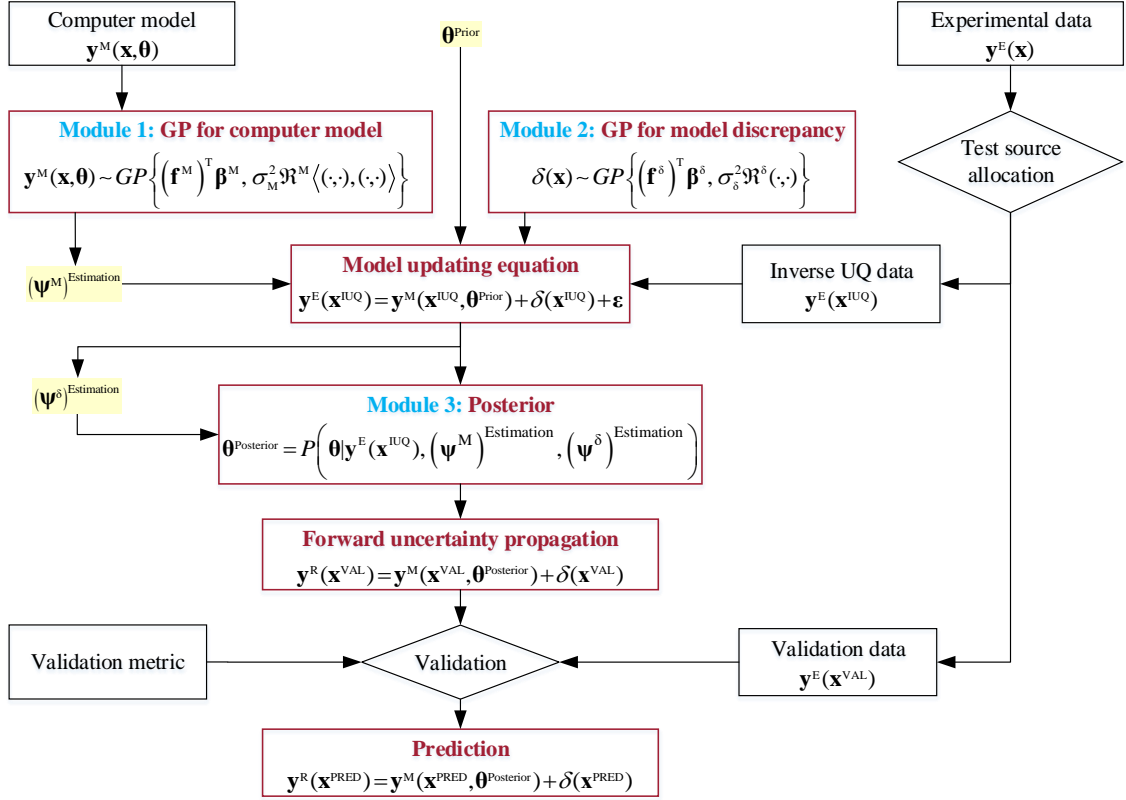 Computer model
𝐲ᴹ(𝐱,𝛉)
θᴾʳⁱᵒʳ
Experimental data
𝐲ᴱ(𝐱)
Module 1: GP for computer model
y^M(x,θ) ~ GP{(f^M)^T β^M, σ_M^2 ℜ^M⟨(·,·),(·,·)⟩}
Module 2: GP for model discrepancy
δ(x) ~ GP{(f^δ)^T β^δ, σ_δ^2 ℜ^δ(·,·)}
Test source
allocation
(ψ^M)^Estimation
Model updating equation
y^E(x^IUQ)=y^M(x^IUQ,θ^Prior)+δ(x^IUQ)+ε
Inverse UQ data
y^E(x^IUQ)
(ψ^δ)^Estimation
Module 3: Posterior
θ^Posterior=P(θ|y^E(x^IUQ),(ψ^M)^Estimation,(ψ^δ)^Estimation)
Forward uncertainty propagation
y^R(x^VAL)=y^M(x^VAL,θ^Posterior)+δ(x^VAL)
Validation metric
Validation
Validation data
y^E(x^VAL)
Prediction
y^R(x^PRED)=y^M(x^PRED,θ^Posterior)+δ(x^PRED)